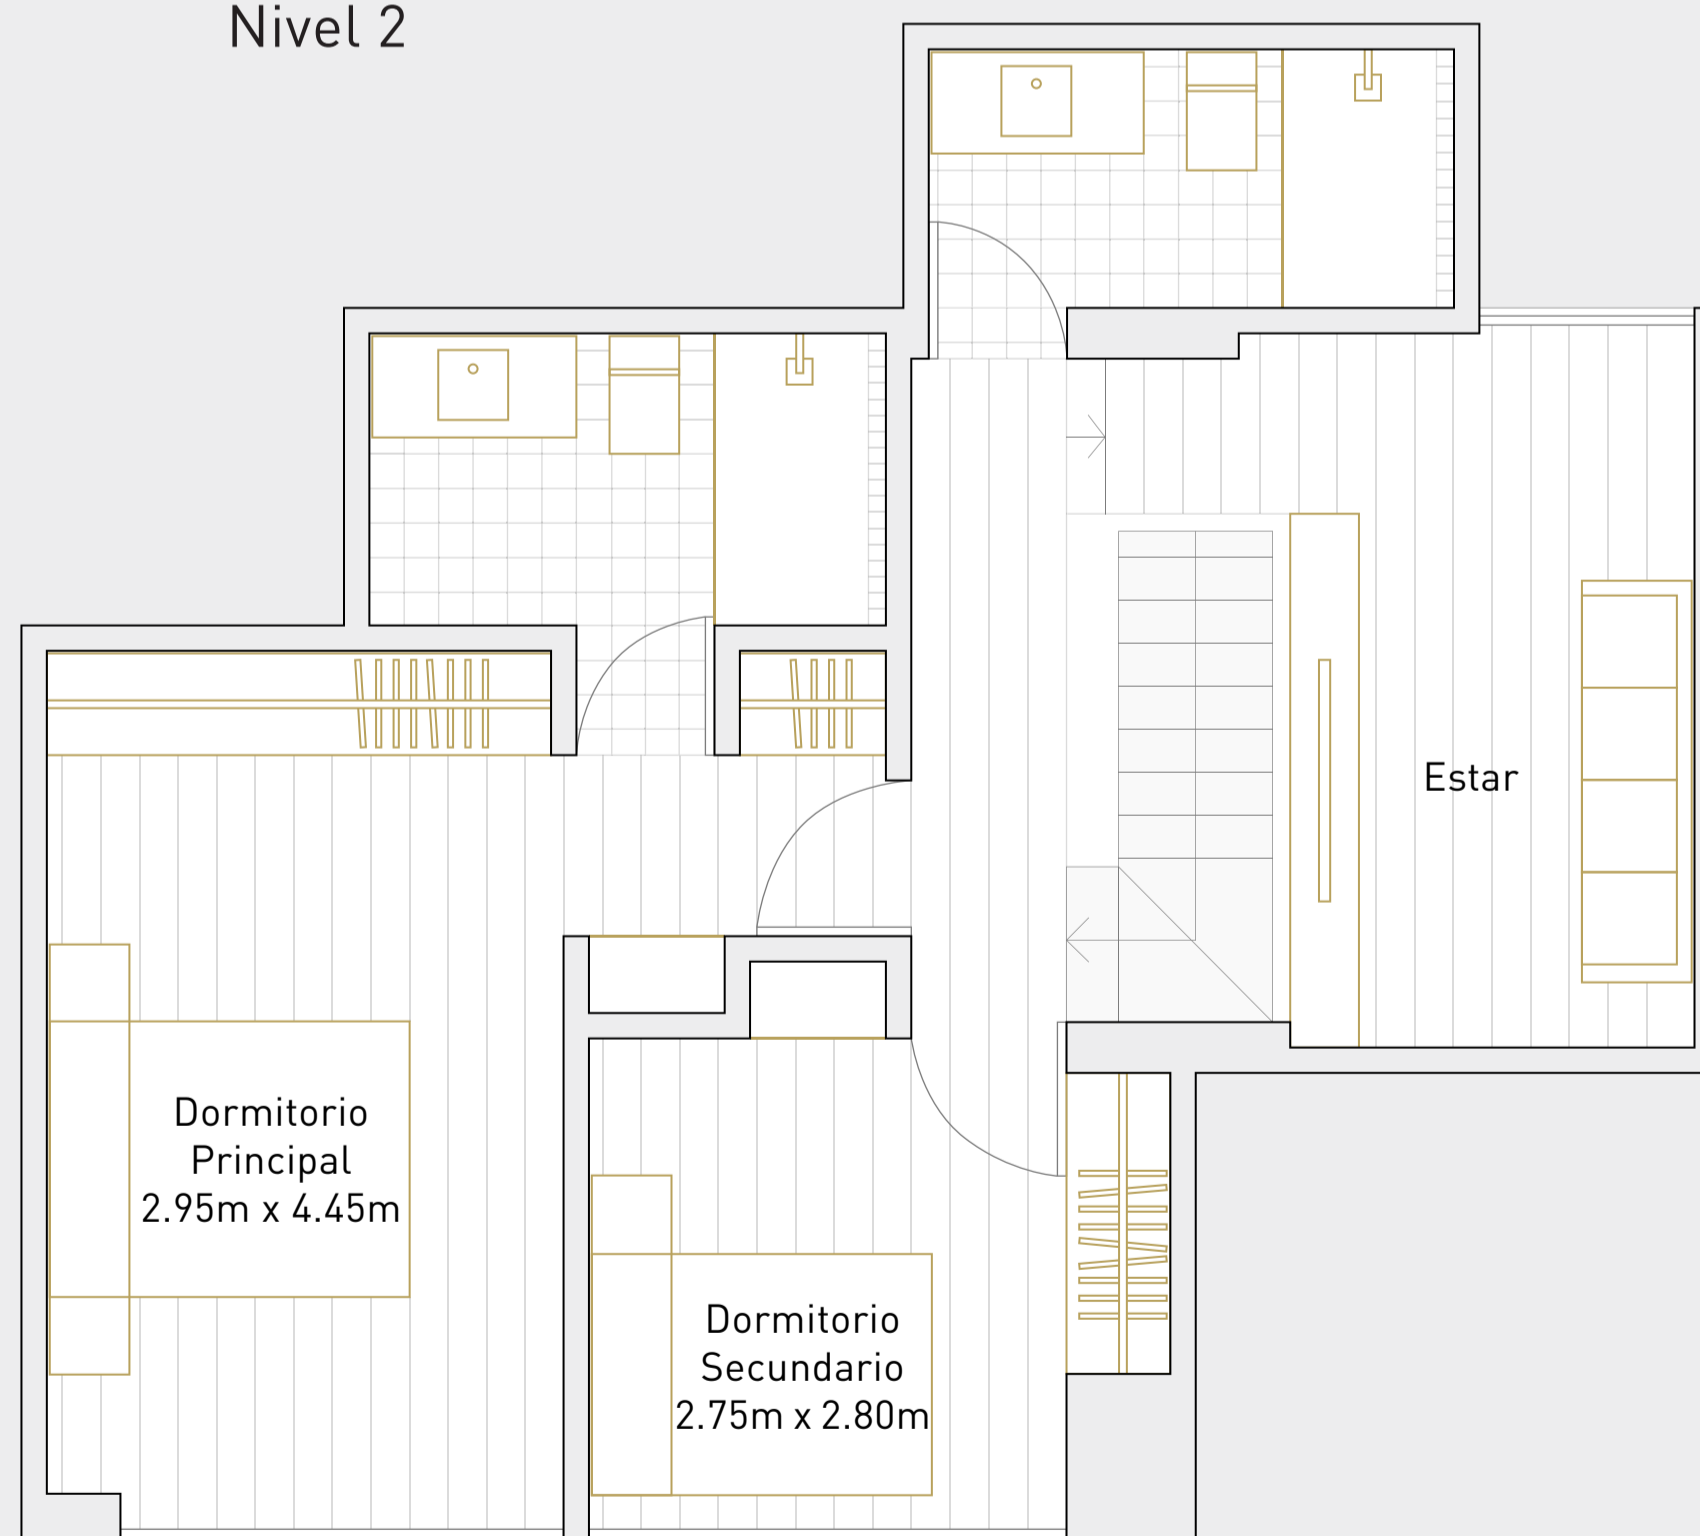 Nivel 2
Estar
Dormitorio
Principal
2.95m x 4.45m
Dormitorio
Secundario
2.75m x 2.80m